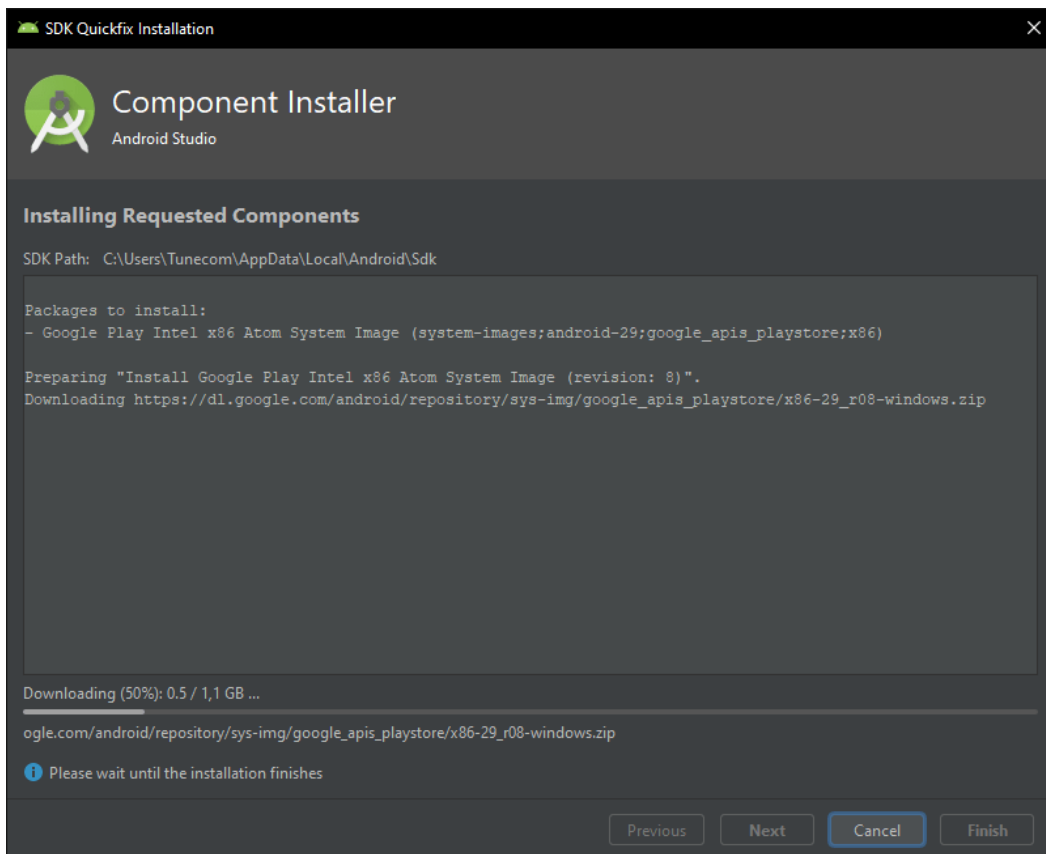 SDK Quickfix Installation
Component Installer
Android Studio
Installing Requested Components
SDK Path: C:\Users\Tunecom\AppData\Local\Android\Sdk
Packages to install:
- Google Play Intel x86 Atom System Image (system-images;android-29;google_apis_playstore;x86)
Preparing "Install Google Play Intel x86 Atom System Image (revision: 8)".
Downloading https://dl.google.com/android/repository/sys-img/google_apis_playstore/x86-29_r08-windows.zip
Downloading (50%): 0.5 / 1,1 GB ...
ogle.com/android/repository/sys-img/google_apis_playstore/x86-29_r08-windows.zip
Please wait until the installation finishes
Previous Next Cancel Finish